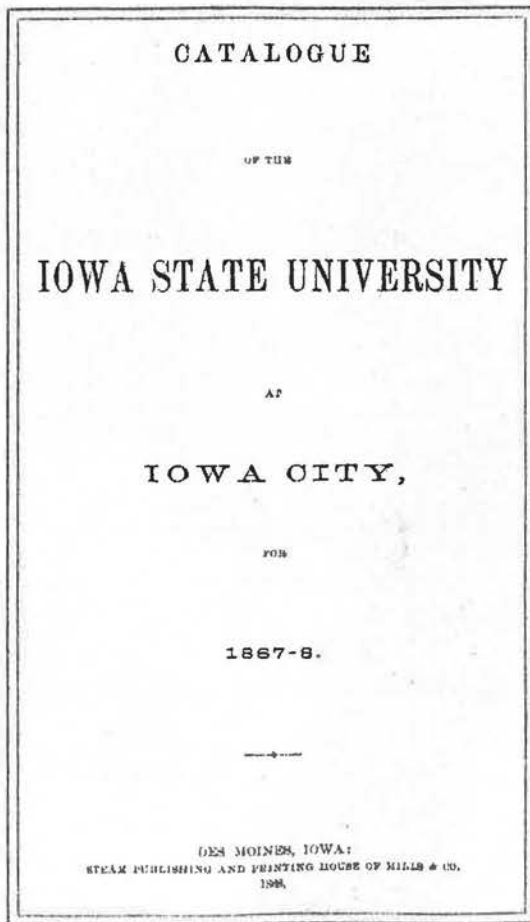 CATALOGUE
OF THE
IOWA STATE UNIVERSITY
AT
IOWA CITY,
FOR
1867-8.
DES MOINES, IOWA:
STEAM PUBLISHING AND PRINTING HOUSE OF MILLS & CO.
1868.